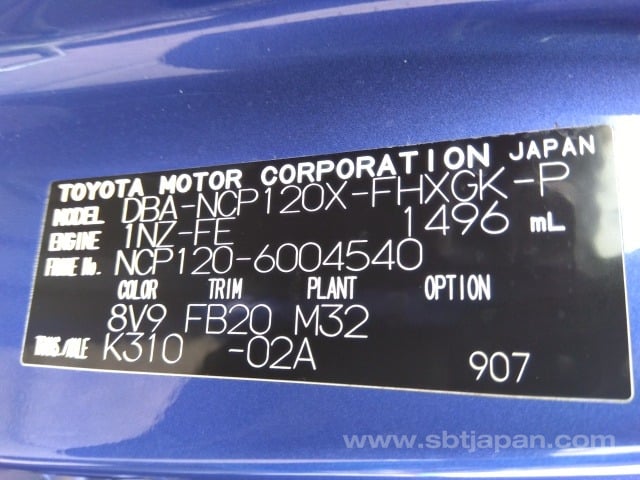 TOYOTA MOTOR CORPORATION JAPAN
MODEL DBA-NCP120X-FHXGK-P
ENGINE 1NZ-FE 1496 mL
FRAME No. NCP120-6004540
COLOR TRIM PLANT OPTION
8V9 FB20 M32
TRANS./AXLE K310 -02A
907
www.sbtjapan.com